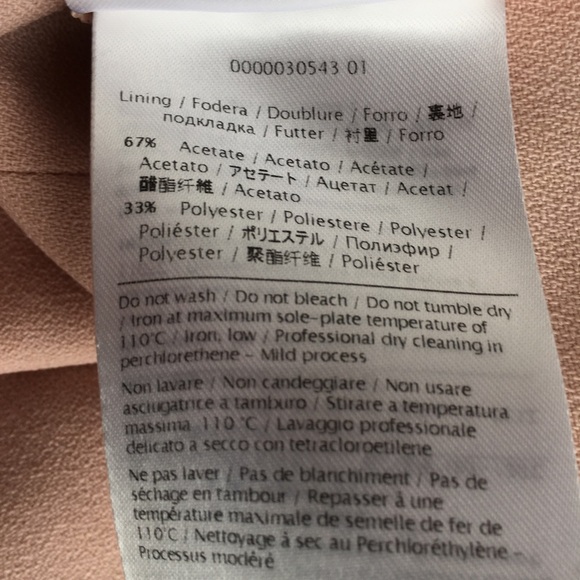 0000030543 01
Lining / Fodera / Doublure / Forro / 裏地 /
подкладка / Futter / 衬里 / Forro
67% Acetate / Acetato / Acétate /
Acetato / アセテート / Ацетат / Acetat /
醋酯纤维 / Acetato
33% Polyester / Poliestere / Polyester /
Poliéster / ポリエステル / Полиэфир /
Polyester / 聚酯纤维 / Poliéster
Do not wash / Do not bleach / Do not tumble dry
/ Iron at maximum sole-plate temperature of
110°C / Iron, low / Professional dry cleaning in
perchlorethene – Mild process
Non lavare / Non candeggiare / Non usare
asciugatrice a tamburo / Stirare a temperatura
massima 110 °C / Lavaggio professionale
delicato a secco con tetracloroetilene
Ne pas laver / Pas de blanchiment / Pas de
séchage en tambour / Repasser à une
température maximale de semelle de fer de
110°C / Nettoyage à sec au Perchloréthylène –
Processus modéré